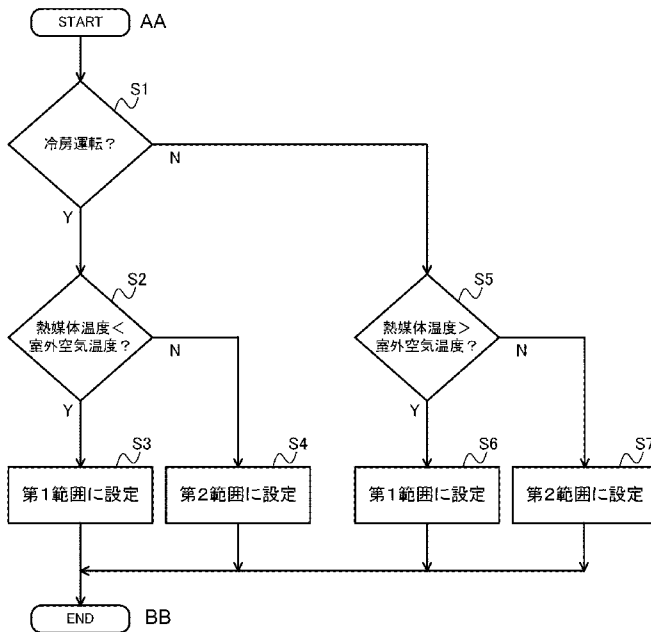 START
AA
S1
冷房運転？
N
Y
S2
熱媒体温度＜
室外空気温度？
N
Y
S5
熱媒体温度＞
室外空気温度？
N
Y
S3
第1範囲に設定
S4
第2範囲に設定
S6
第1範囲に設定
S7
第2範囲に設定
END
BB